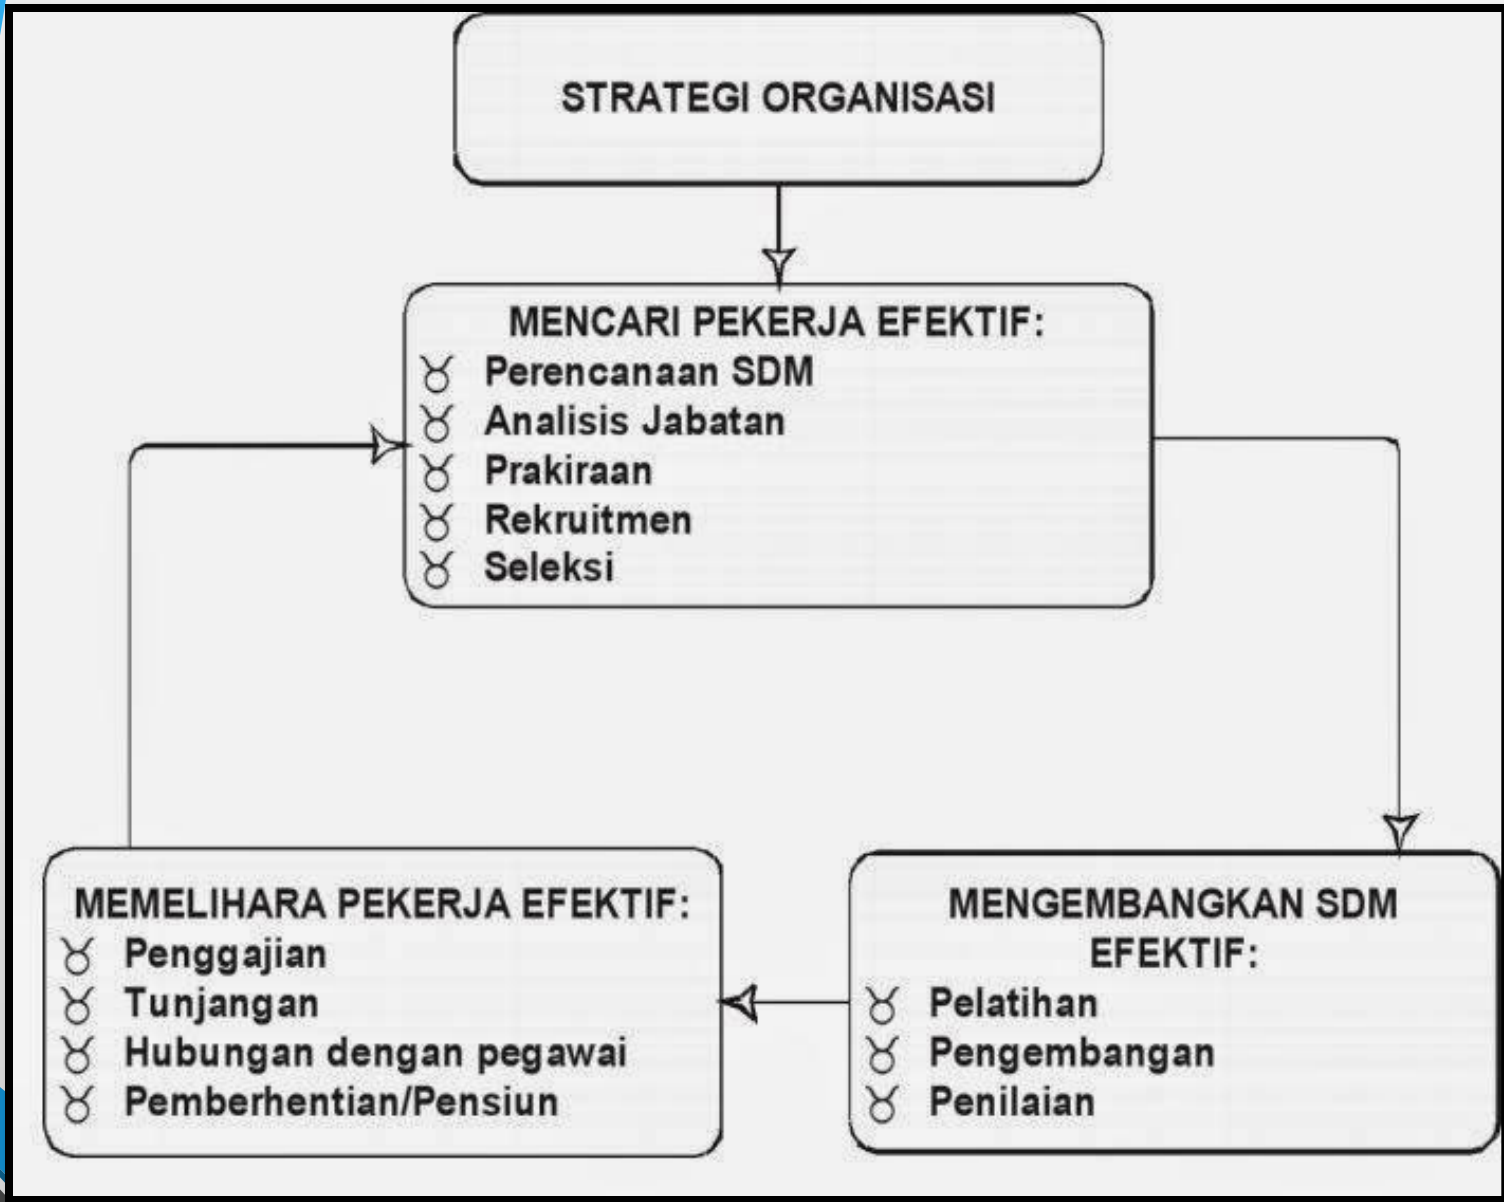 STRATEGI ORGANISASI
MENCARI PEKERJA EFEKTIF:
Perencanaan SDM
Analisis Jabatan
Prakiraan
Rekruitmen
Seleksi
MEMELIHARA PEKERJA EFEKTIF:
Penggajian
Tunjangan
Hubungan dengan pegawai
Pemberhentian/Pensiun
MENGEMBANGKAN SDM
EFEKTIF:
Pelatihan
Pengembangan
Penilaian